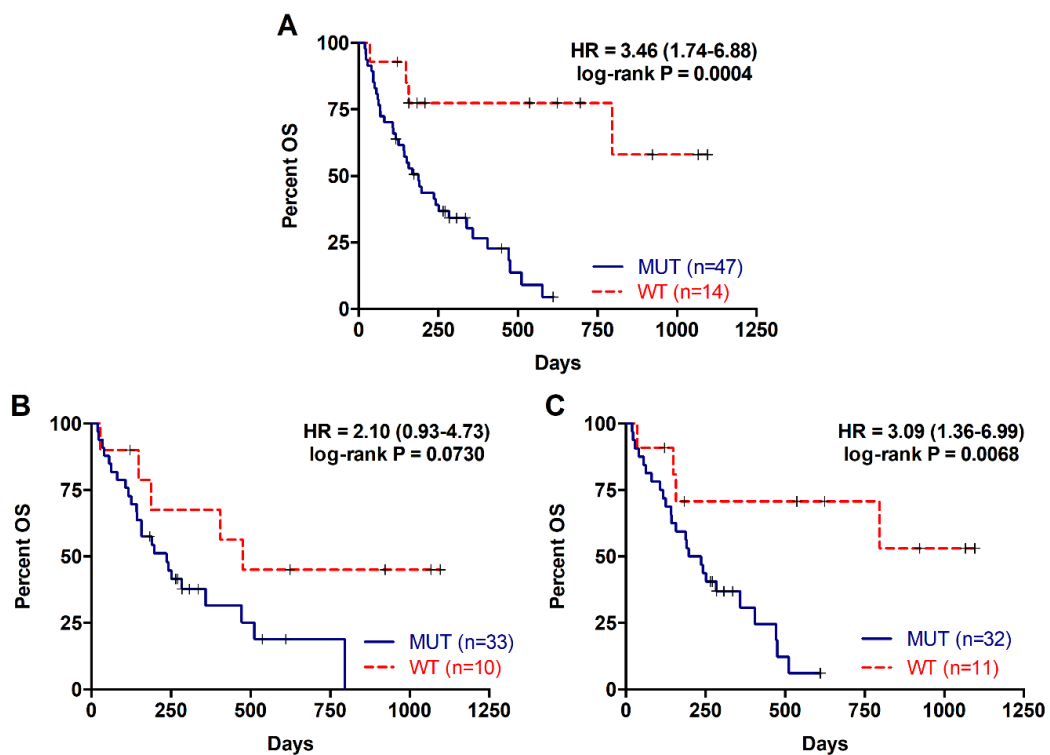 A
HR = 3.46 (1.74-6.88)
log-rank P = 0.0004
Percent OS
100
75
50
25
0
MUT (n=47)
WT (n=14)
0 250 500 750 1000 1250
Days
B
HR = 2.10 (0.93-4.73)
log-rank P = 0.0730
Percent OS
100
75
50
25
0
MUT (n=33)
WT (n=10)
0 250 500 750 1000 1250
Days
C
HR = 3.09 (1.36-6.99)
log-rank P = 0.0068
Percent OS
100
75
50
25
0
MUT (n=32)
WT (n=11)
0 250 500 750 1000 1250
Days